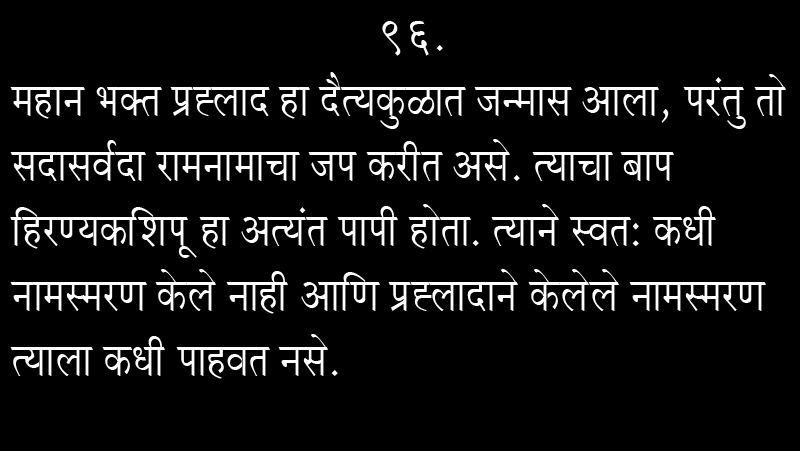 ९६.
महान भक्त प्रह्लाद हा दैत्यकुळात जन्मास आला, परंतु तो
सदासर्वदा रामनामाचा जप करीत असे. त्याचा बाप
हिरण्यकशिपू हा अत्यंत पापी होता. त्याने स्वतः कधी
नामस्मरण केले नाही आणि प्रह्लादाने केलेले नामस्मरण
त्याला कधी पाहवत नसे.